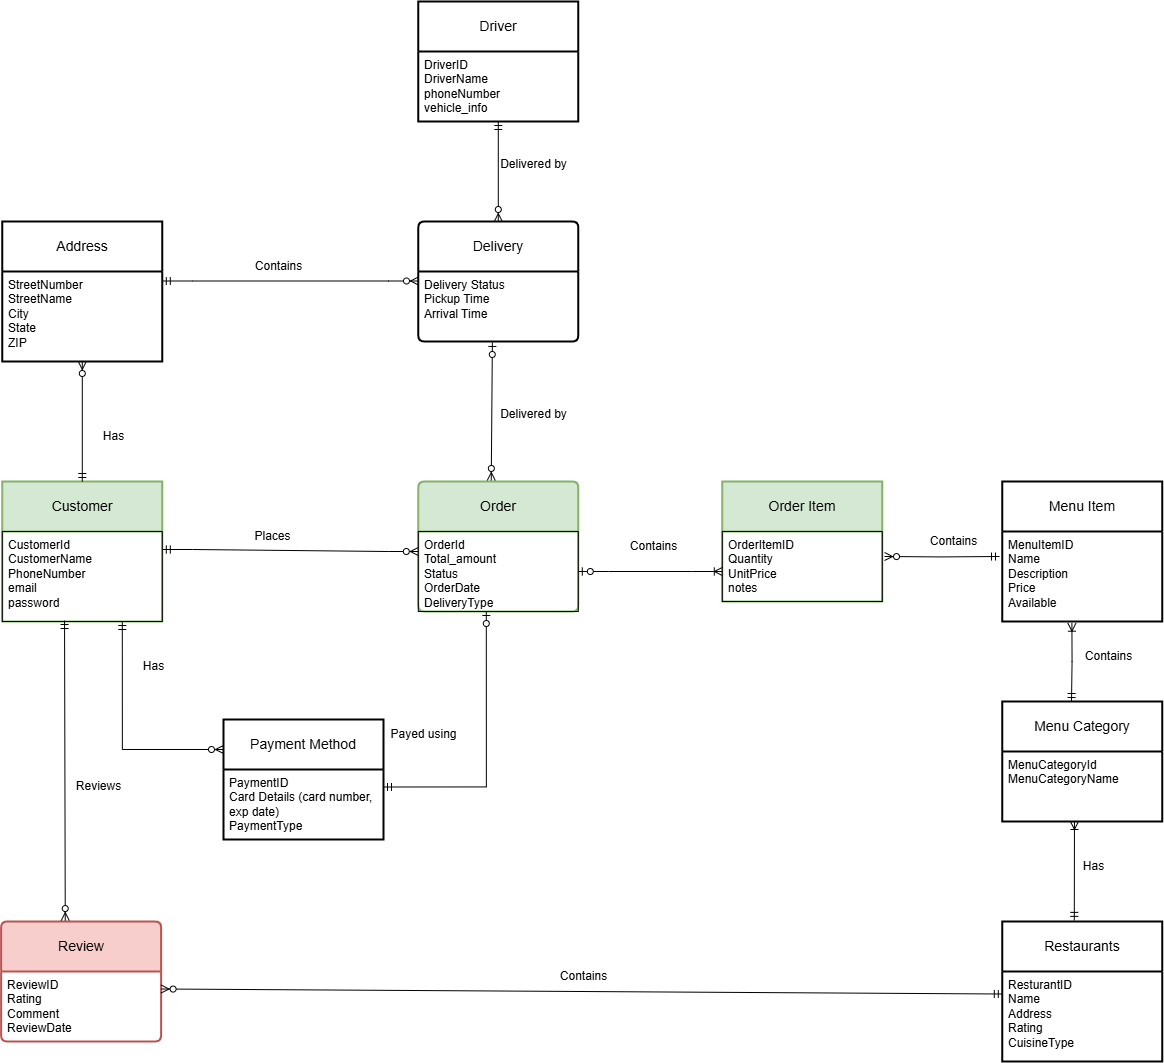 Driver
DriverID
DriverName
phoneNumber
vehicle_info
Delivered by
Address
StreetNumber
StreetName
City
State
ZIP
Contains
Delivery
Delivery Status
Pickup Time
Arrival Time
Has
Delivered by
Customer
CustomerId
CustomerName
PhoneNumber
email
password
Places
Order
OrderId
Total_amount
Status
OrderDate
DeliveryType
Contains
Order Item
OrderItemID
Quantity
UnitPrice
notes
Contains
Menu Item
MenuItemID
Name
Description
Price
Available
Has
Contains
Payment Method
PaymentID
Card Details (card number,
exp date)
PaymentType
Payed using
Menu Category
MenuCategoryId
MenuCategoryName
Reviews
Has
Review
ReviewID
Rating
Comment
ReviewDate
Contains
Restaurants
ResturantID
Name
Address
Rating
CuisineType